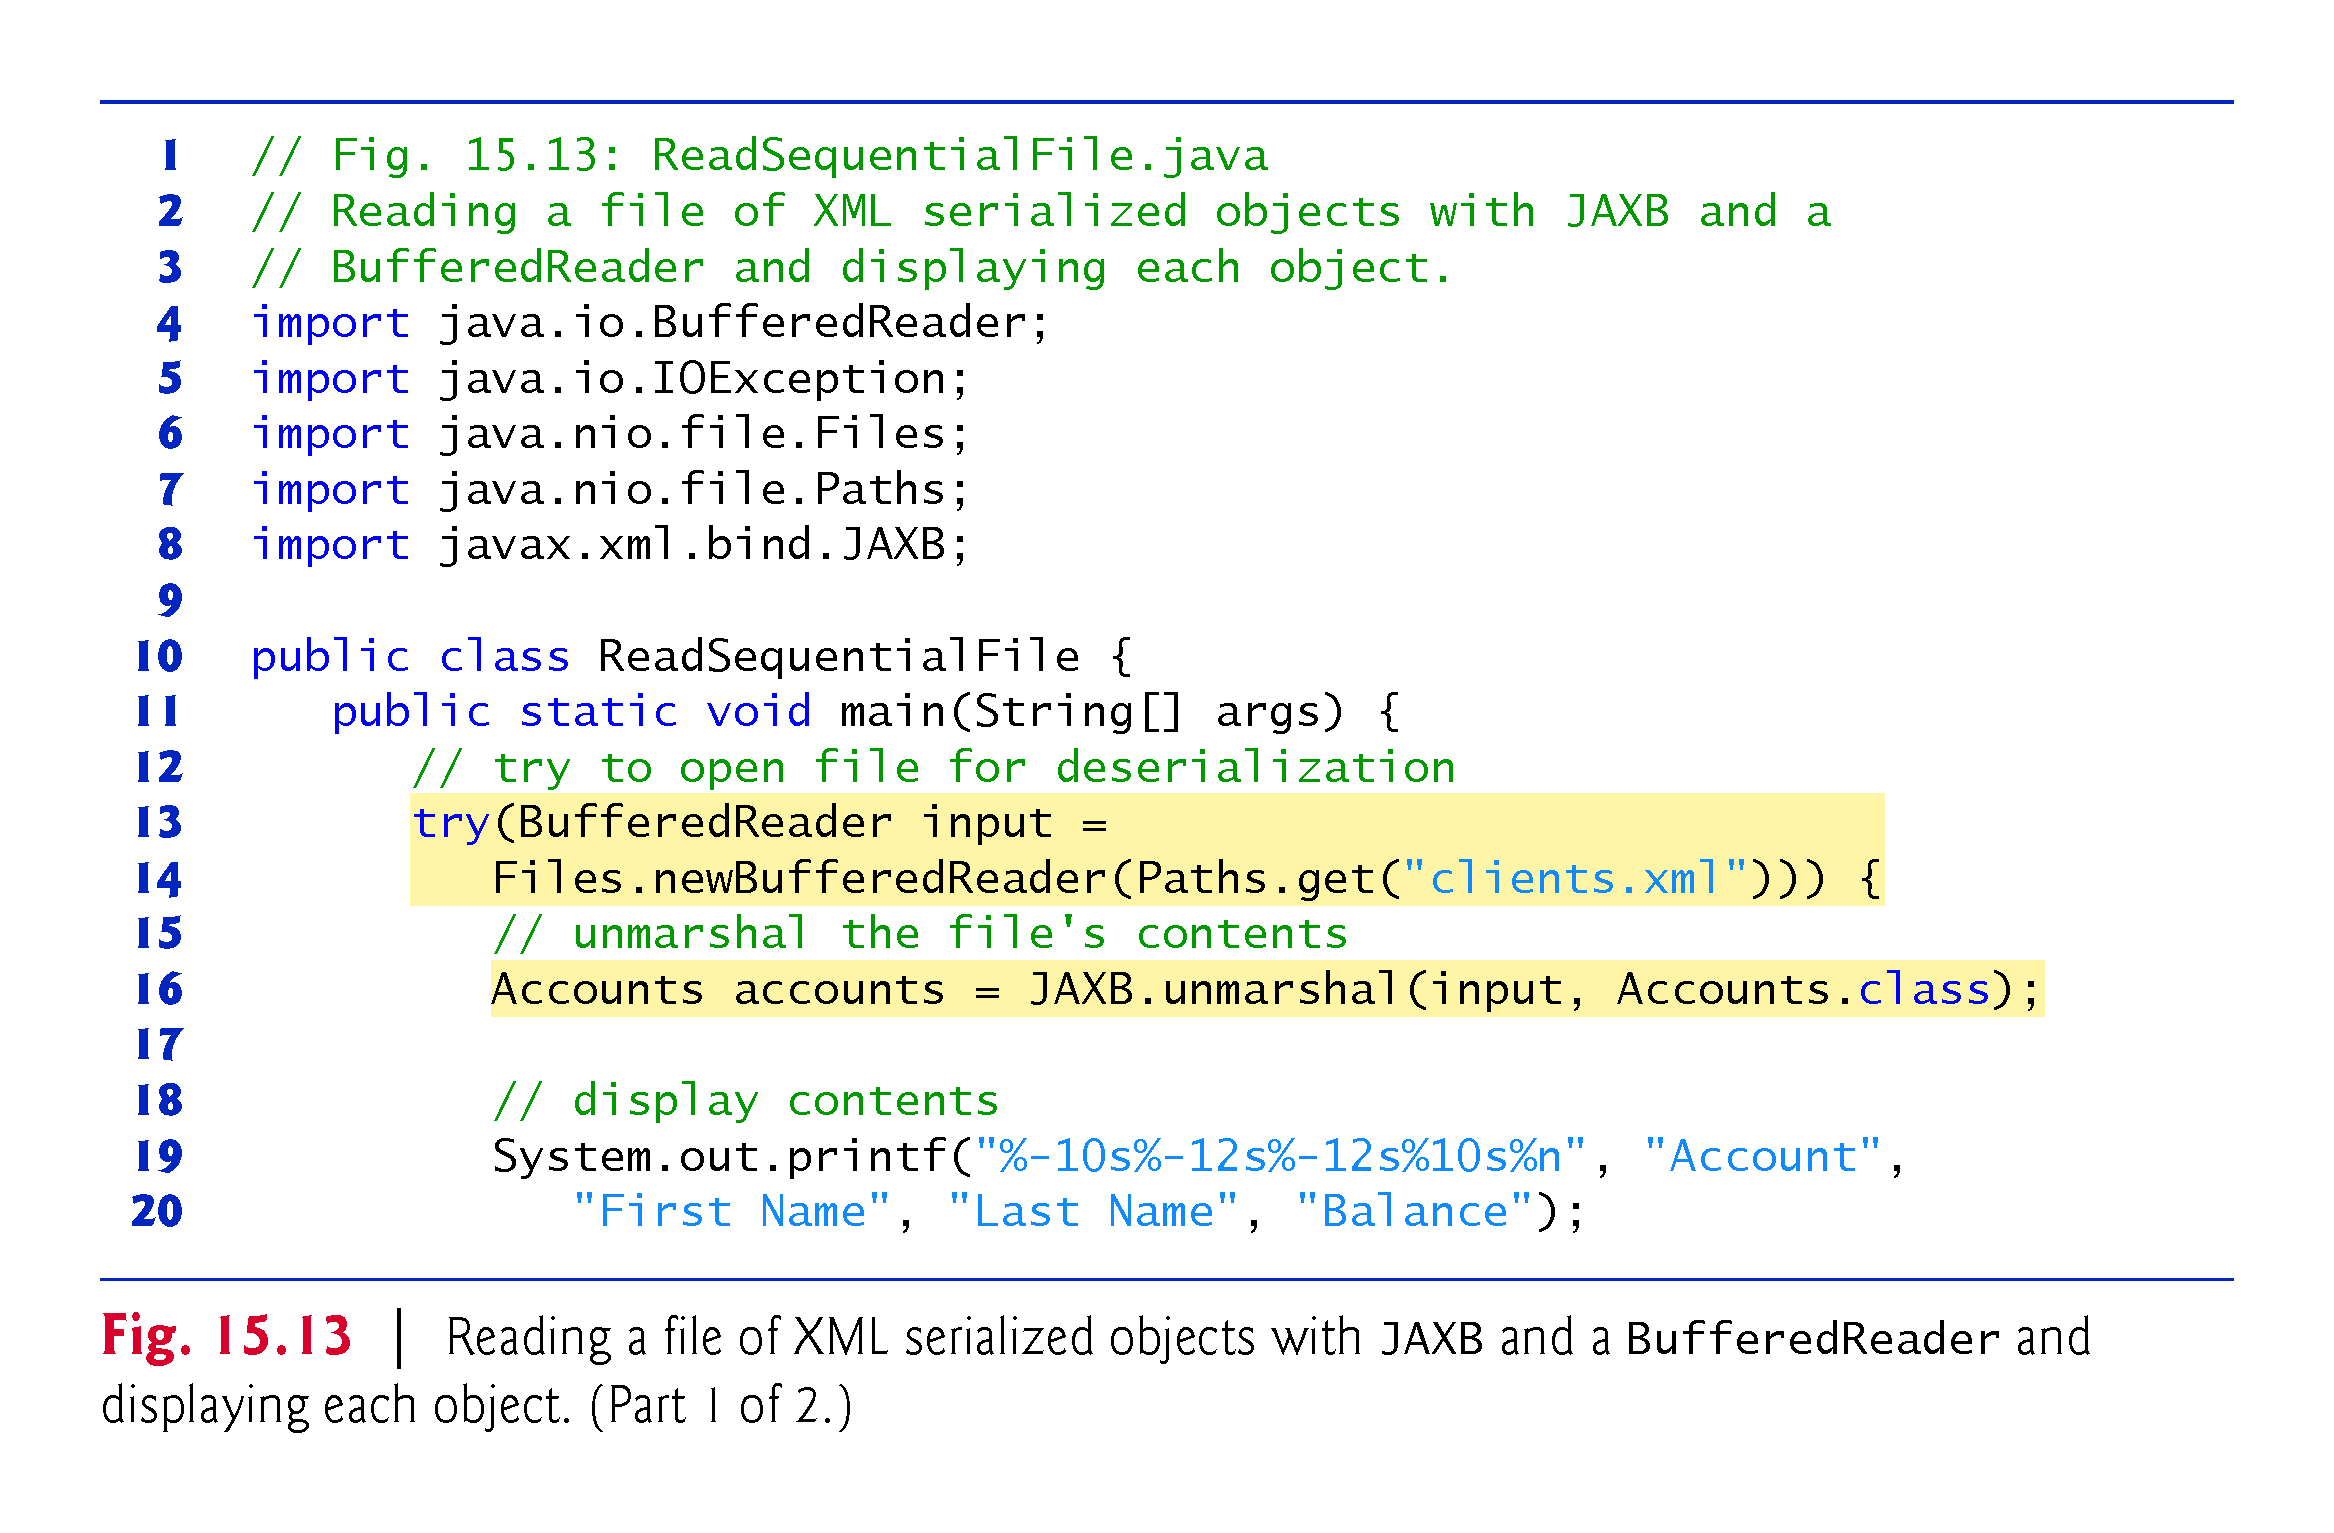 1 // Fig. 15.13: ReadSequentialFile.java
2 // Reading a file of XML serialized objects with JAXB and a
3 // BufferedReader and displaying each object.
4 import java.io.BufferedReader;
5 import java.io.IOException;
6 import java.nio.file.Files;
7 import java.nio.file.Paths;
8 import javax.xml.bind.JAXB;
9
10 public class ReadSequentialFile {
11    public static void main(String[] args) {
12       // try to open file for deserialization
13       try(BufferedReader input =
14          Files.newBufferedReader(Paths.get("clients.xml"))) {
15          // unmarshal the file's contents
16          Accounts accounts = JAXB.unmarshal(input, Accounts.class);
17
18          // display contents
19          System.out.printf("%-10s%-12s%-12s%10s%n", "Account",
20             "First Name", "Last Name", "Balance");
Fig. 15.13 | Reading a file of XML serialized objects with JAXB and a BufferedReader and
displaying each object. (Part 1 of 2.)